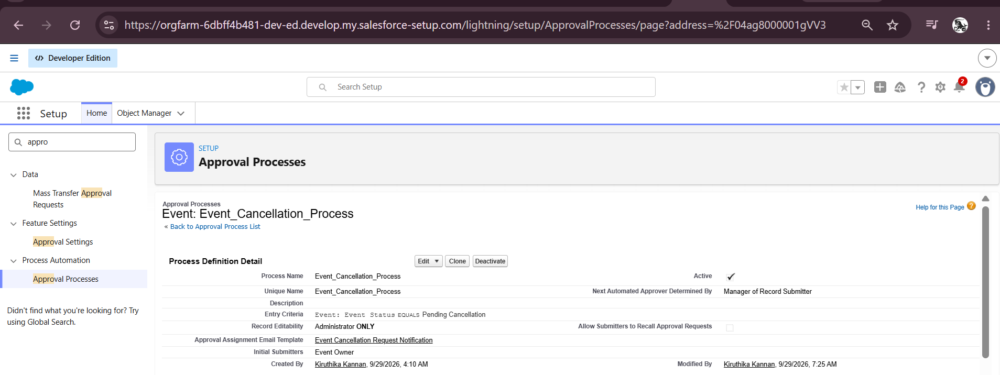 https://orgfarm-6dbff4b481-dev-ed.develop.my.salesforce-setup.com/lightning/setup/ApprovalProcesses/page?address=%2F04ag8000001gVV3
Developer Edition
Search Setup
2
Setup
Home
Object Manager
appro
Data
Mass Transfer Approval
Requests
Feature Settings
Approval Settings
Process Automation
Approval Processes
Didn't find what you're looking for? Try
using Global Search.
SETUP
Approval Processes
Approval Processes
Event: Event_Cancellation_Process
« Back to Approval Process List
Help for this Page ?
Process Definition Detail Edit Clone Deactivate
Process Name Event_Cancellation_Process Active
Unique Name Event_Cancellation_Process Next Automated Approver Determined By Manager of Record Submitter
Description
Entry Criteria Event: Event Status EQUALS Pending Cancellation
Record Editability Administrator ONLY Allow Submitters to Recall Approval Requests
Approval Assignment Email Template Event Cancellation Request Notification
Initial Submitters Event Owner
Created By Kiruthika Kannan, 9/29/2026, 4:10 AM Modified By Kiruthika Kannan, 9/29/2026, 7:25 AM